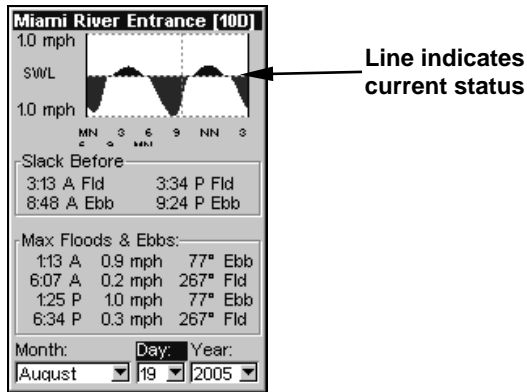 Miami River Entrance [10D]
1.0 mph
SWL
1.0 mph
MN 3 6 9 NN 3
6 9 MN
Line indicates
current status
Slack Before
3:13 A Fld 3:34 P Fld
8:48 A Ebb 9:24 P Ebb
Max Floods & Ebbs:
1:13 A 0.9 mph 77° Ebb
6:07 A 0.2 mph 267° Fld
1:25 P 1.0 mph 77° Ebb
6:34 P 0.3 mph 267° Fld
Month: Day: Year:
August 19 2005